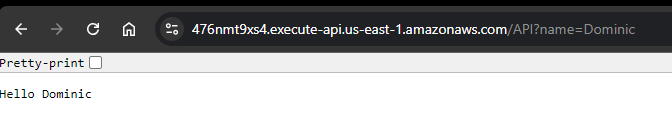 476nmt9xs4.execute-api.us-east-1.amazonaws.com/API?name=Dominic
Pretty-print
Hello Dominic